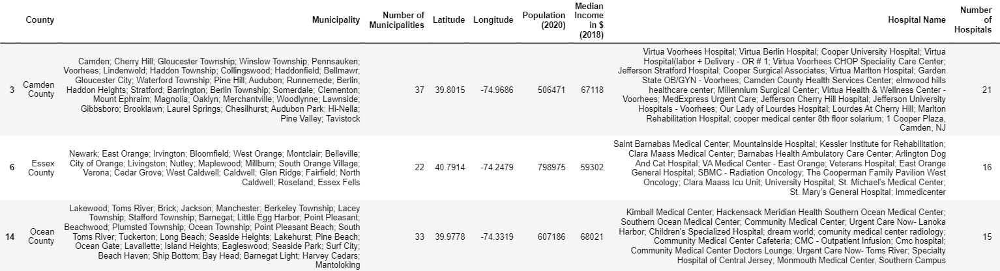 County Municipality Number of Municipalities Latitude Longitude Population (2020) Median Income in $ (2018) Hospital Name Number of Hospitals
3 Camden County
Camden; Cherry Hill; Gloucester Township; Winslow Township; Pennsauken;
Voorhees; Lindenwold; Haddon Township; Collingswood; Haddonfield; Bellmawr;
Gloucester City; Waterford Township; Pine Hill; Audubon; Runnemede; Berlin;
Haddon Heights; Stratford; Barrington; Berlin Township; Somerdale; Clementon;
Mount Ephraim; Magnolia; Oaklyn; Merchantville; Woodlynne; Lawnside;
Gibbsboro; Brooklawn; Laurel Springs; Chesilhurst; Audubon Park; Hi-Nella;
Pine Valley; Tavistock
37 39.8015 -74.9686 506471 67118
Virtua Voorhees Hospital; Virtua Berlin Hospital; Cooper University Hospital; Virtua
Hospital(labor + Delivery - OR # 1; Virtua Voorhees CHOP Speciality Care Center;
Jefferson Stratford Hospital; Cooper Surgical Associates; Virtua Marlton Hospital; Garden
State OB/GYN - Voorhees; Camden County Health Services Center; elmwood hills
healthcare center; Millennium Surgical Center; Virtua Health & Wellness Center -
Voorhees; MedExpress Urgent Care; Jefferson Cherry Hill Hospital; Jefferson University
Hospitals - Voorhees; Our Lady of Lourdes Hospital; Lourdes At Cherry Hill; Marlton
Rehabilitation Hospital; cooper medical center 8th floor solarium; 1 Cooper Plaza,
Camden, NJ
21
6 Essex County
Newark; East Orange; Irvington; Bloomfield; West Orange; Montclair; Belleville;
City of Orange; Livingston; Nutley; Maplewood; Millburn; South Orange Village;
Verona; Cedar Grove; West Caldwell; Caldwell; Glen Ridge; Fairfield; North
Caldwell; Roseland; Essex Fells
22 40.7914 -74.2479 798975 59302
Saint Barnabas Medical Center; Mountainside Hospital; Kessler Institute for Rehabilitation;
Clara Maass Medical Center; Barnabas Health Ambulatory Care Center; Arlington Dog
And Cat Hospital; VA Medical Center - East Orange; Veterans Hospital; East Orange
General Hospital; SBMC - Radiation Oncology; The Cooperman Family Pavilion West
Oncology; Clara Maass Icu Unit; University Hospital; St. Michael's Medical Center;
St. Mary's General Hospital; Immedicenter
16
14 Ocean County
Lakewood; Toms River; Brick; Jackson; Manchester; Berkeley Township; Lacey
Township; Stafford Township; Barnegat; Little Egg Harbor; Point Pleasant;
Beachwood; Plumsted Township; Ocean Township; Point Pleasant Beach; South
Toms River; Tuckerton; Long Beach; Seaside Heights; Lakehurst; Pine Beach;
Ocean Gate; Lavallette; Island Heights; Eagleswood; Seaside Park; Surf City;
Beach Haven; Ship Bottom; Bay Head; Barnegat Light; Harvey Cedars;
Mantoloking
33 39.9778 -74.3319 607186 68021
Kimball Medical Center; Hackensack Meridian Health Southern Ocean Medical Center;
Southern Ocean Medical Center; Community Medical Center; Urgent Care Now- Lanoka
Harbor; Children's Specialized Hospital; dream world; comunity medical center radiology;
Community Medical Center Cafeteria; CMC - Outpatient Infusion; Cmc hospital;
Community Medical Center Doctors Lounge; Urgent Care Now- Toms River; Specialty
Hospital of Central Jersey; Monmouth Medical Center, Southern Campus
15